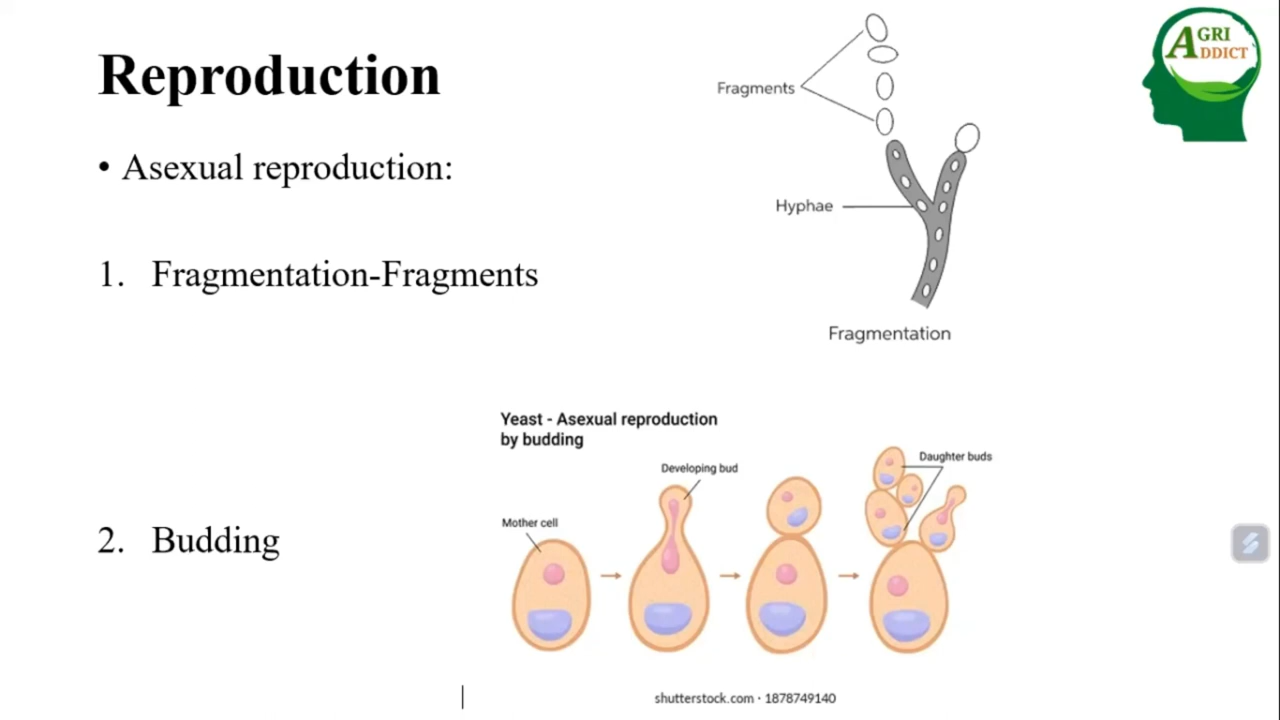 Reproduction
• Asexual reproduction:
1. Fragmentation-Fragments
2. Budding
Fragments
Hyphae
Fragmentation
Yeast - Asexual reproduction
by budding
Mother cell
Developing bud
Daughter buds
shutterstock.com · 1878749140
AGRI
ADDICT